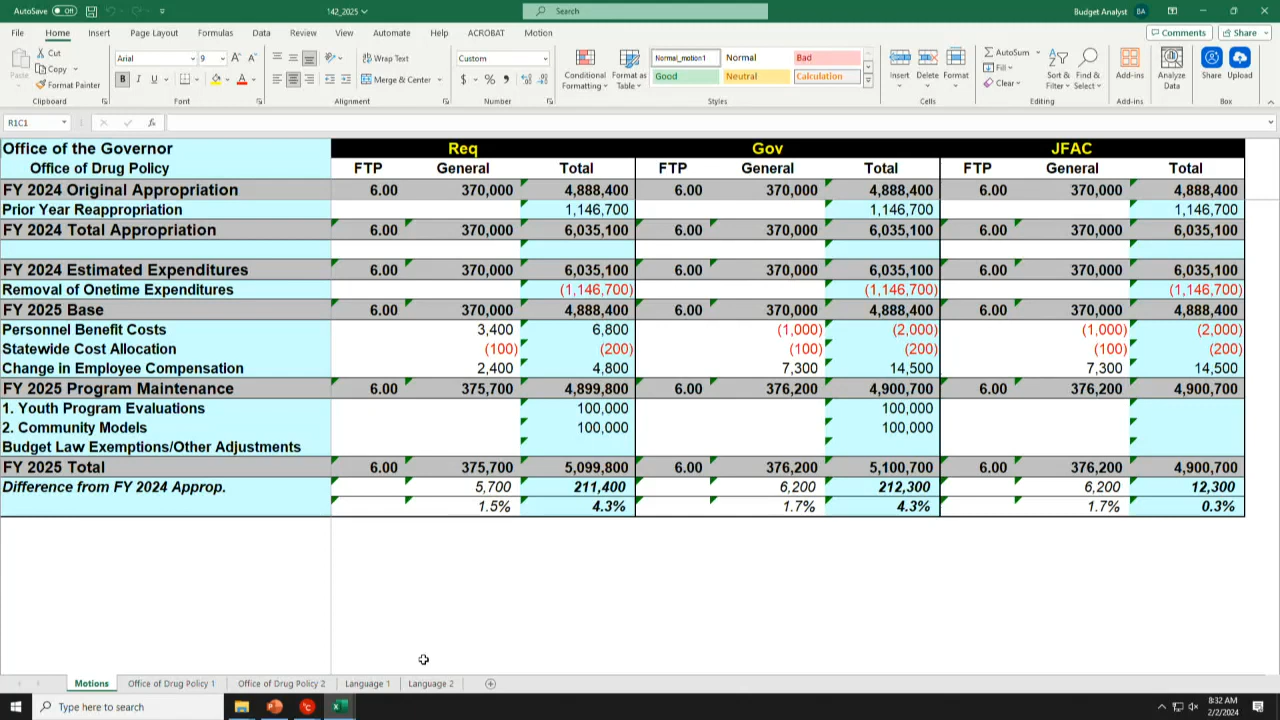 AutoSave Off 142_2025 Search Budget Analyst BA
File Home Insert Page Layout Formulas Data Review View Automate Help ACROBAT Motion Comments Share
Paste Cut Copy Format Painter Arial 9 B I U Wrap Text Merge & Center Custom $ % Conditional Formatting Format as Table Normal_motion1 Normal Bad Good Neutral Calculation Insert Delete Format AutoSum Fill Clear Sort & Filter Find & Select Add-ins Analyze Data Share Upload
Clipboard Font Alignment Number Styles Cells Editing Add-ins Box
R1C1 fx
Office of the Governor Req Gov JFAC
Office of Drug Policy FTP General Total FTP General Total FTP General Total
FY 2024 Original Appropriation 6.00 370,000 4,888,400 6.00 370,000 4,888,400 6.00 370,000 4,888,400
Prior Year Reappropriation 1,146,700 1,146,700 1,146,700
FY 2024 Total Appropriation 6.00 370,000 6,035,100 6.00 370,000 6,035,100 6.00 370,000 6,035,100
FY 2024 Estimated Expenditures 6.00 370,000 6,035,100 6.00 370,000 6,035,100 6.00 370,000 6,035,100
Removal of Onetime Expenditures (1,146,700) (1,146,700) (1,146,700)
FY 2025 Base 6.00 370,000 4,888,400 6.00 370,000 4,888,400 6.00 370,000 4,888,400
Personnel Benefit Costs 3,400 6,800 (1,000) (2,000) (1,000) (2,000)
Statewide Cost Allocation (100) (200) (100) (200) (100) (200)
Change in Employee Compensation 2,400 4,800 7,300 14,500 7,300 14,500
FY 2025 Program Maintenance 6.00 375,700 4,899,800 6.00 376,200 4,900,700 6.00 376,200 4,900,700
1. Youth Program Evaluations 100,000 100,000
2. Community Models 100,000 100,000
Budget Law Exemptions/Other Adjustments
FY 2025 Total 6.00 375,700 5,099,800 6.00 376,200 5,100,700 6.00 376,200 4,900,700
Difference from FY 2024 Approp. 5,700 211,400 6,200 212,300 6,200 12,300
1.5% 4.3% 1.7% 4.3% 1.7% 0.3%
Motions Office of Drug Policy 1 Office of Drug Policy 2 Language 1 Language 2
Type here to search 8:32 AM
2/2/2024